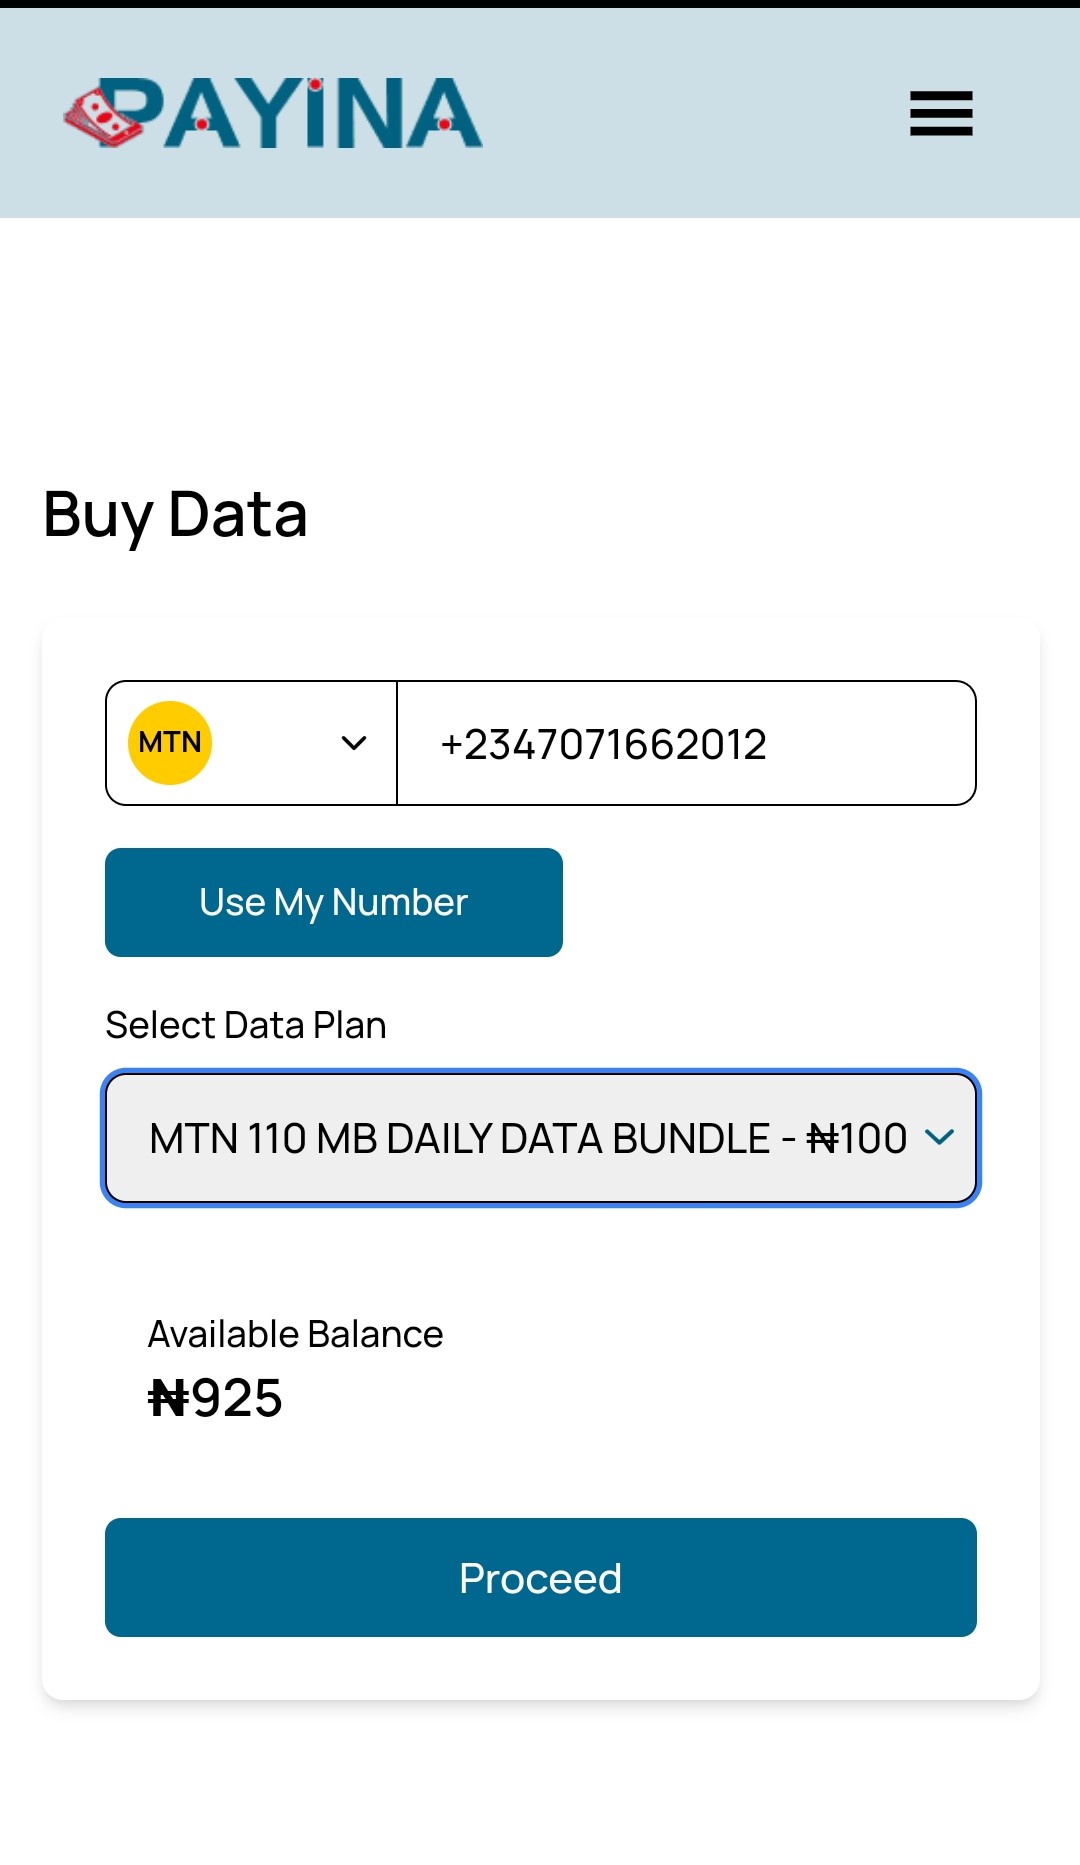 PAYiNA
Buy Data
MTN
+2347071662012
Use My Number
Select Data Plan
MTN 110 MB DAILY DATA BUNDLE - ₦100
Available Balance
₦925
Proceed